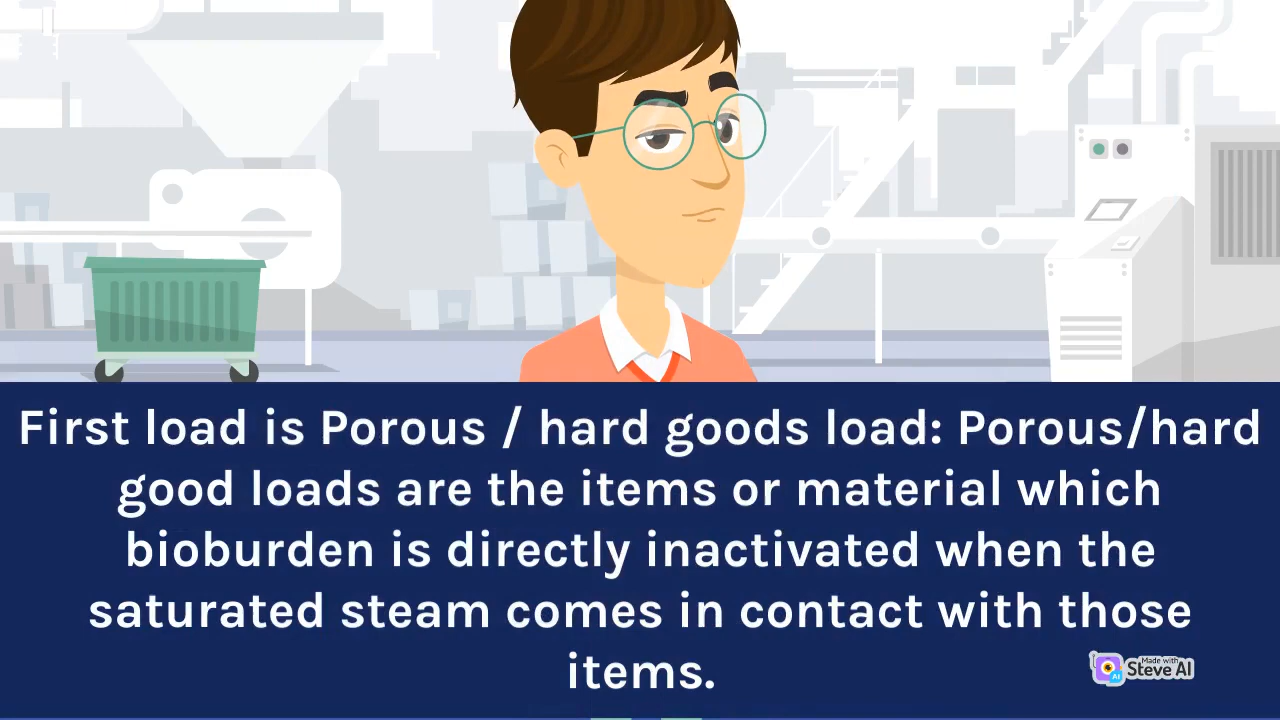 First load is Porous / hard goods load: Porous/hard
good loads are the items or material which
bioburden is directly inactivated when the
saturated steam comes in contact with those
items.
Made with
Steve AI
AI